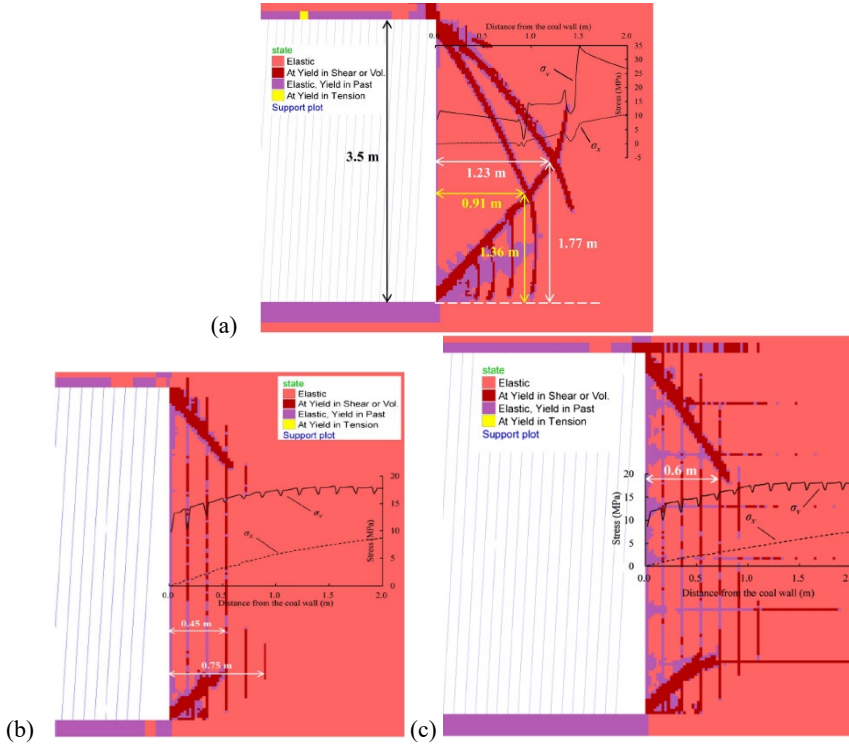 Distance from the coal wall (m)
0.0 0.5 1.0 1.5 2.0
state
Elastic
At Yield in Shear or Vol.
Elastic, Yield in Past
At Yield in Tension
Support plot
35
30
25
20
15
10
5
0
-5
Stress (MPa)
σv
σx
3.5 m
1.23 m
0.91 m
1.36 m
1.77 m
(a)
state
Elastic
At Yield in Shear or Vol.
Elastic, Yield in Past
At Yield in Tension
Support plot
20
15
10
5
0
Stress (MPa)
σv
σx
0.0 0.5 1.0 1.5 2.0
Distance from the coal wall (m)
0.45 m
0.75 m
(b)
state
Elastic
At Yield in Shear or Vol.
Elastic, Yield in Past
At Yield in Tension
Support plot
0.6 m
20
15
10
5
0
Stress (MPa)
σv
σx
0.0 0.5 1.0 1.5 2.0
Distance from the coal wall (m)
(c)